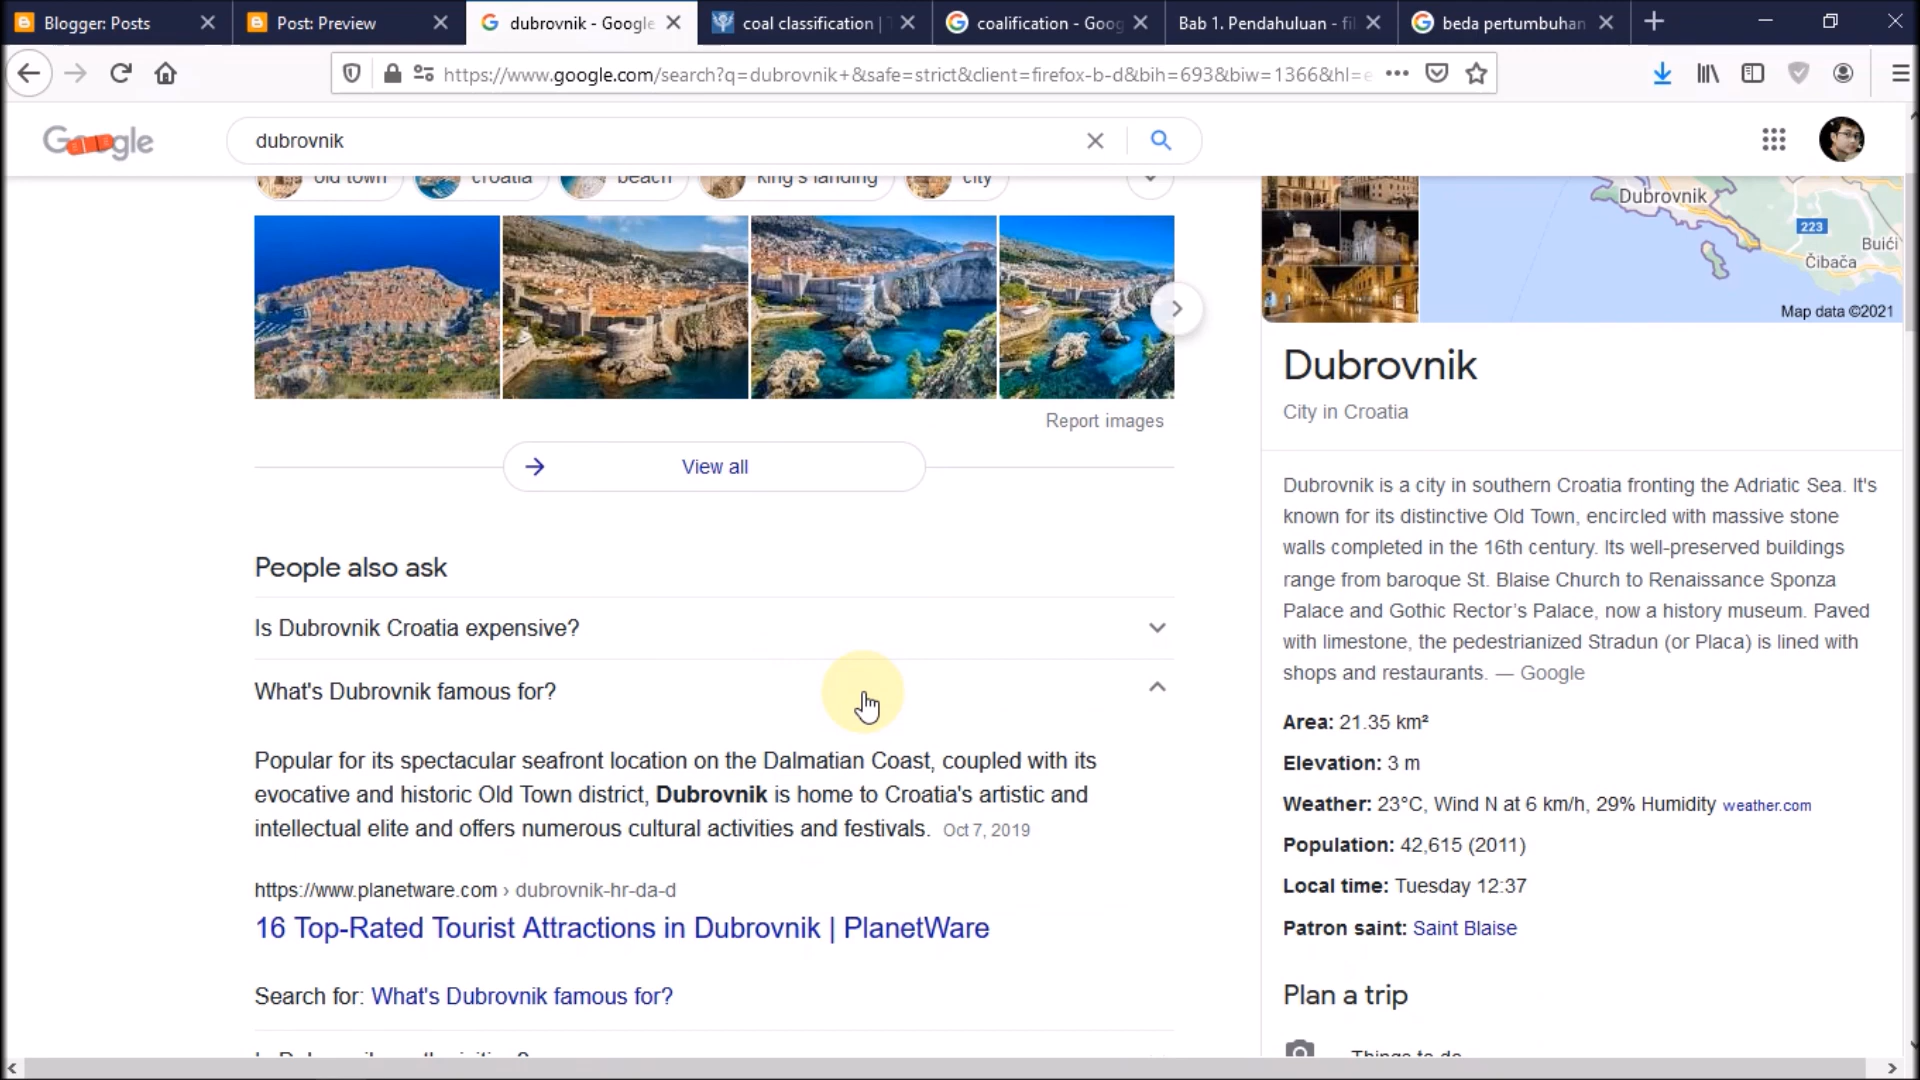 Blogger: Posts
Post: Preview
dubrovnik - Google
coal classification |
coalification - Goog
Bab 1. Pendahuluan - fi
beda pertumbuhan
https://www.google.com/search?q=dubrovnik+&safe=strict&client=firefox-b-d&bih=693&biw=1366&hl=e
Google
dubrovnik
old town
croatia
beach
king's landing
city
Dubrovnik
223
Buići
Čibača
Map data ©2021
Report images
View all
People also ask
Is Dubrovnik Croatia expensive?
What's Dubrovnik famous for?
Popular for its spectacular seafront location on the Dalmatian Coast, coupled with its
evocative and historic Old Town district, Dubrovnik is home to Croatia's artistic and
intellectual elite and offers numerous cultural activities and festivals. Oct 7, 2019
https://www.planetware.com › dubrovnik-hr-da-d
16 Top-Rated Tourist Attractions in Dubrovnik | PlanetWare
Search for: What's Dubrovnik famous for?
Dubrovnik
City in Croatia
Dubrovnik is a city in southern Croatia fronting the Adriatic Sea. It's
known for its distinctive Old Town, encircled with massive stone
walls completed in the 16th century. Its well-preserved buildings
range from baroque St. Blaise Church to Renaissance Sponza
Palace and Gothic Rector's Palace, now a history museum. Paved
with limestone, the pedestrianized Stradun (or Placa) is lined with
shops and restaurants. — Google
Area: 21.35 km²
Elevation: 3 m
Weather: 23°C, Wind N at 6 km/h, 29% Humidity weather.com
Population: 42,615 (2011)
Local time: Tuesday 12:37
Patron saint: Saint Blaise
Plan a trip
Things to do